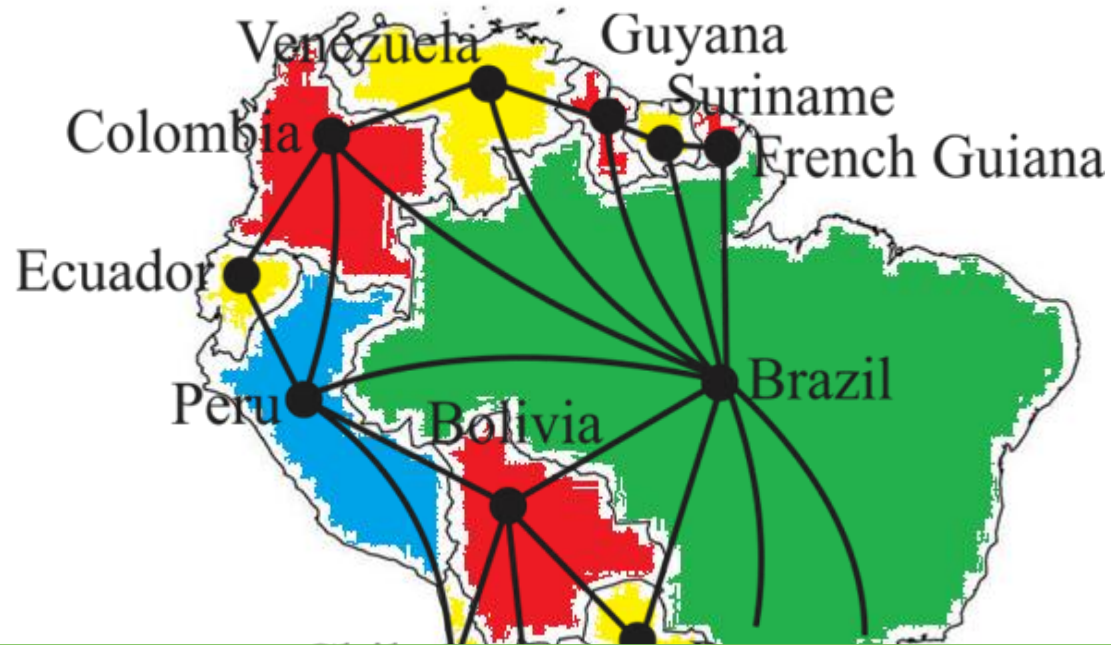 Venezuela
Guyana
Suriname
Colombia
French Guiana
Ecuador
Brazil
Peru
Bolivia